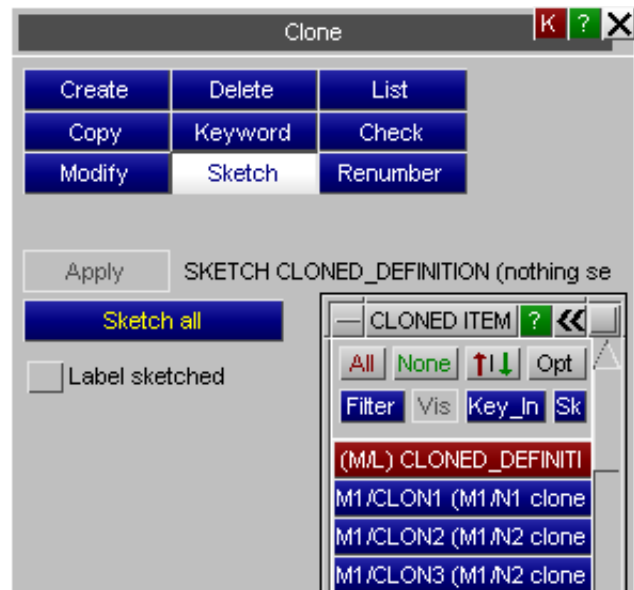 Clone K ? X
Create Delete List
Copy Keyword Check
Modify Sketch Renumber
Apply SKETCH CLONED_DEFINITION (nothing se
Sketch all
CLONED ITEM ? <<
Label sketched
All None ↑I↓ Opt
Filter Vis Key_In Sk
(M/L) CLONED_DEFINITI
M1/CLON1 (M1/N1 clone
M1/CLON2 (M1/N2 clone
M1/CLON3 (M1/N2 clone